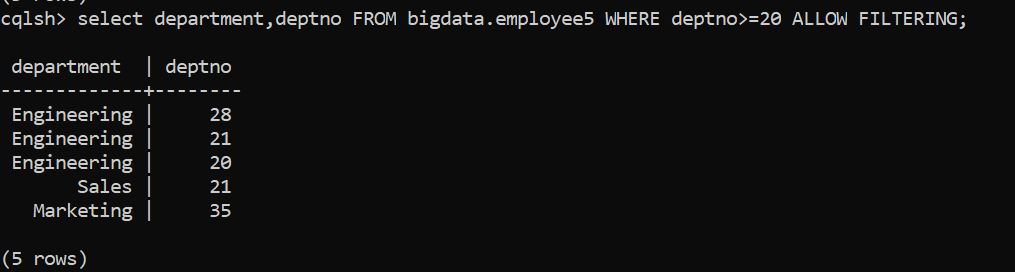 cqlsh> select department,deptno FROM bigdata.employee5 WHERE deptno>=20 ALLOW FILTERING;
 department  | deptno
-------------+--------
 Engineering |     28
 Engineering |     21
 Engineering |     20
       Sales |     21
   Marketing |     35
(5 rows)